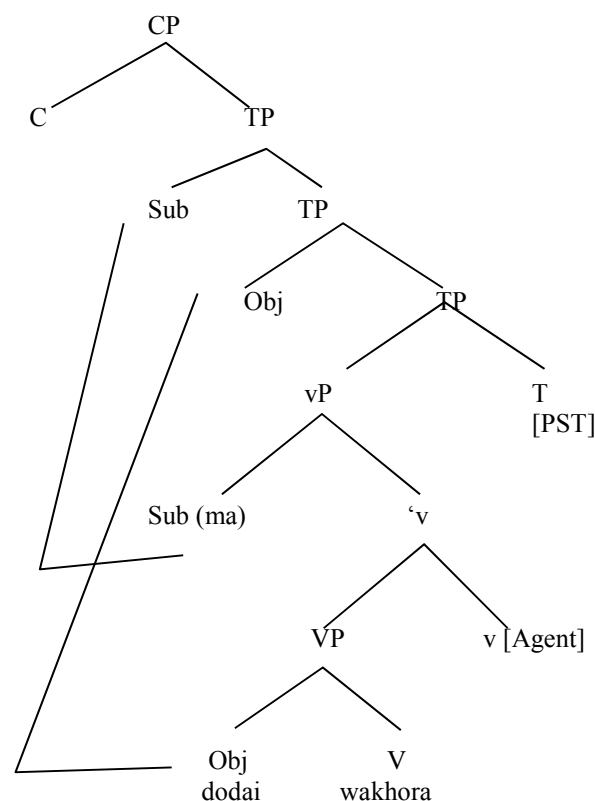 CP
C TP
Sub TP
Obj TP
vP T
[PST]
Sub (ma) ‘v
VP v [Agent]
Obj V
dodai wakhora